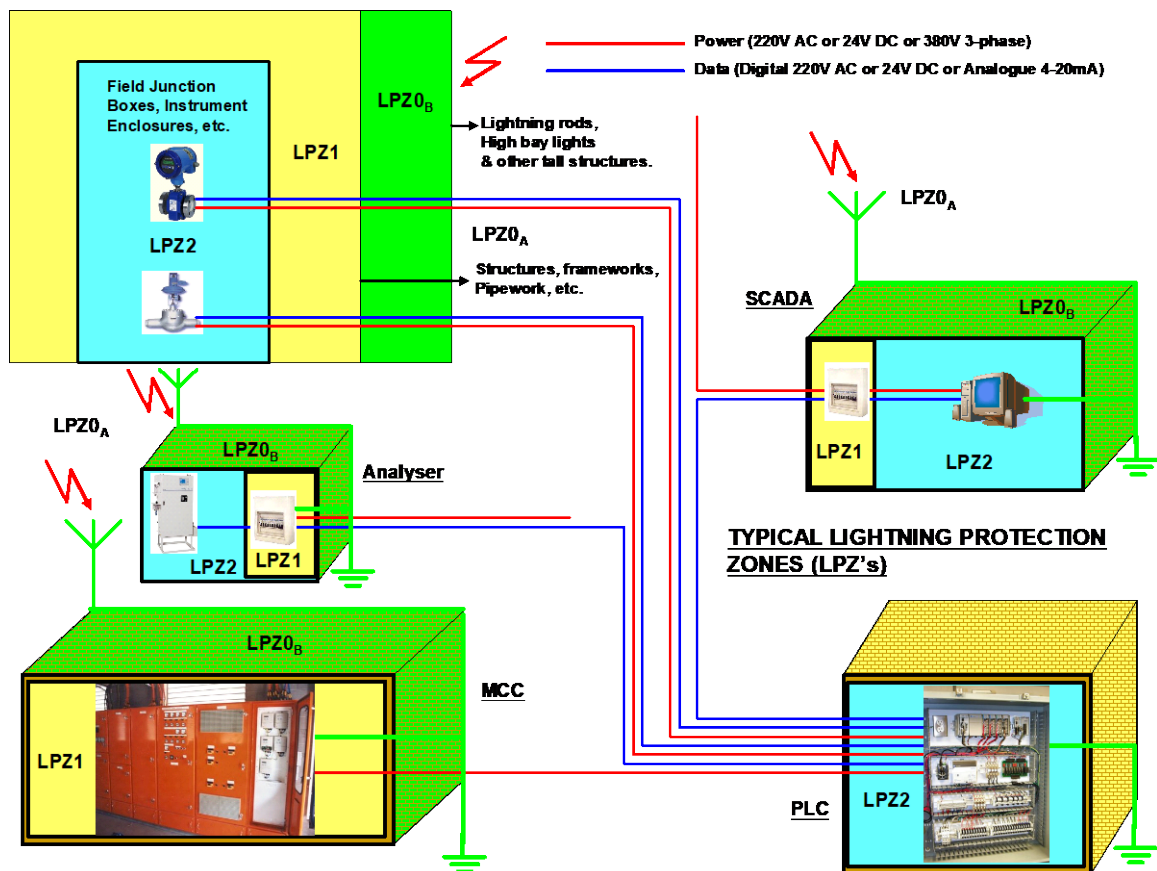 Power (220V AC or 24V DC or 380V 3-phase)
Data (Digital 220V AC or 24V DC or Analogue 4-20mA)
Field Junction
Boxes, Instrument
Enclosures, etc.
LPZ0B
LPZ1
Lightning rods,
High bay lights
& other tall structures.
LPZ2
LPZ0A
Structures, frameworks,
Pipework, etc.
LPZ0A
SCADA
LPZ0B
LPZ1
LPZ2
LPZ0A
LPZ0B
Analyser
LPZ2
LPZ1
TYPICAL LIGHTNING PROTECTION
ZONES (LPZ's)
LPZ0B
MCC
LPZ1
PLC
LPZ2